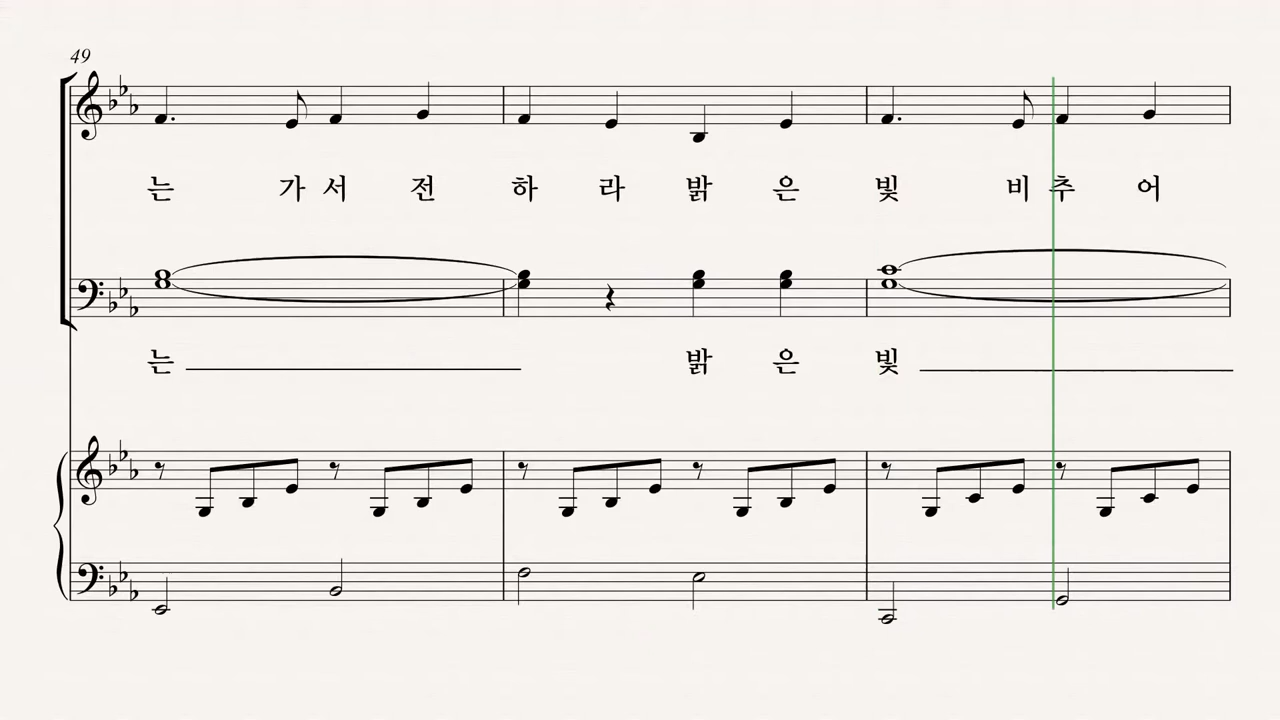 49
는 가 서 전 하 라 밝 은 빛 비 추 어
는 밝 은 빛